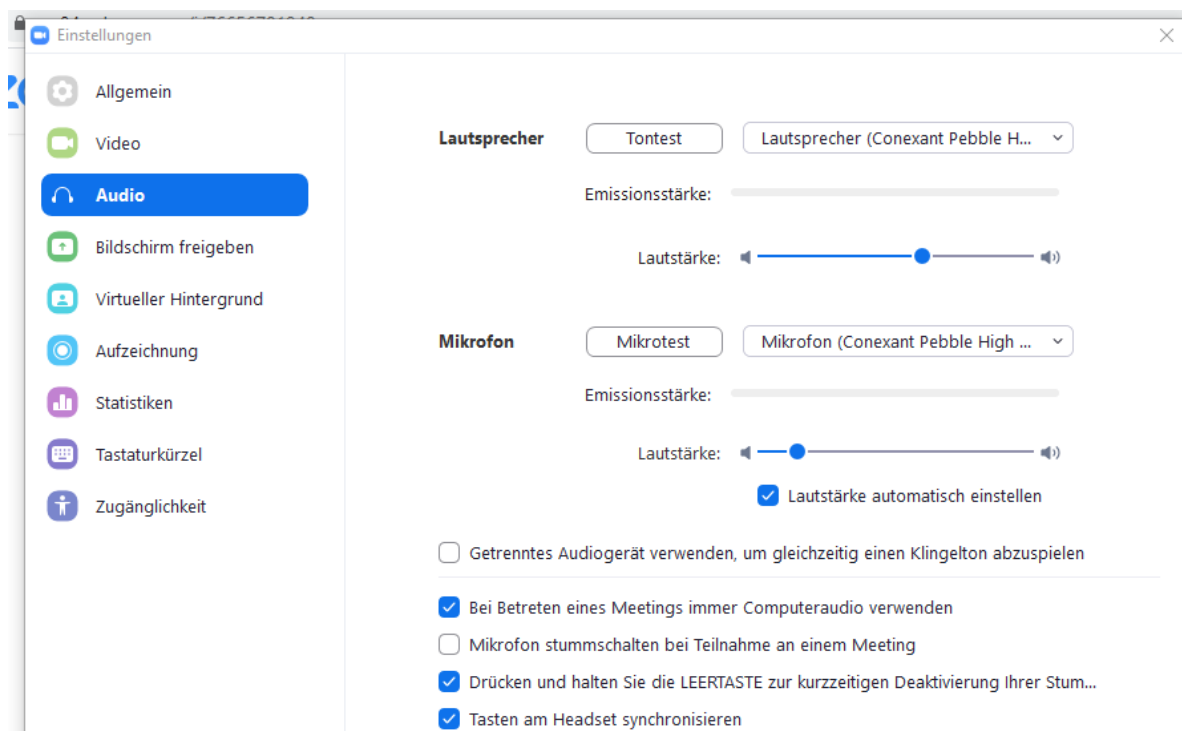 Einstellungen
Allgemein
Video
Audio
Bildschirm freigeben
Virtueller Hintergrund
Aufzeichnung
Statistiken
Tastaturkürzel
Zugänglichkeit
Lautsprecher Tontest Lautsprecher (Conexant Pebble H...
Emissionsstärke:
Lautstärke:
Mikrofon Mikrotest Mikrofon (Conexant Pebble High ...
Emissionsstärke:
Lautstärke:
Lautstärke automatisch einstellen
Getrenntes Audiogerät verwenden, um gleichzeitig einen Klingelton abzuspielen
Bei Betreten eines Meetings immer Computeraudio verwenden
Mikrofon stummschalten bei Teilnahme an einem Meeting
Drücken und halten Sie die LEERTASTE zur kurzzeitigen Deaktivierung Ihrer Stum...
Tasten am Headset synchronisieren